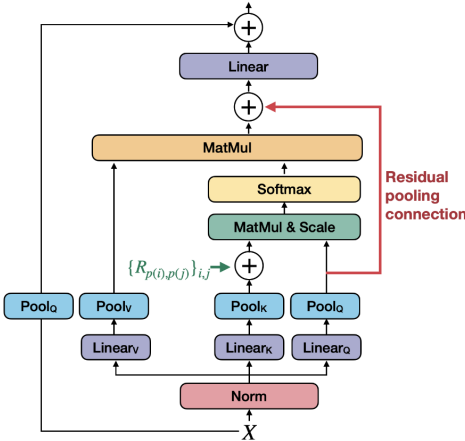 Linear
MatMul
Residual
pooling
connection
Softmax
MatMul & Scale
{R_{p(i),p(j)}}_{i,j}
Pool_Q Pool_V Pool_K Pool_Q
Linear_V Linear_K Linear_Q
Norm
X